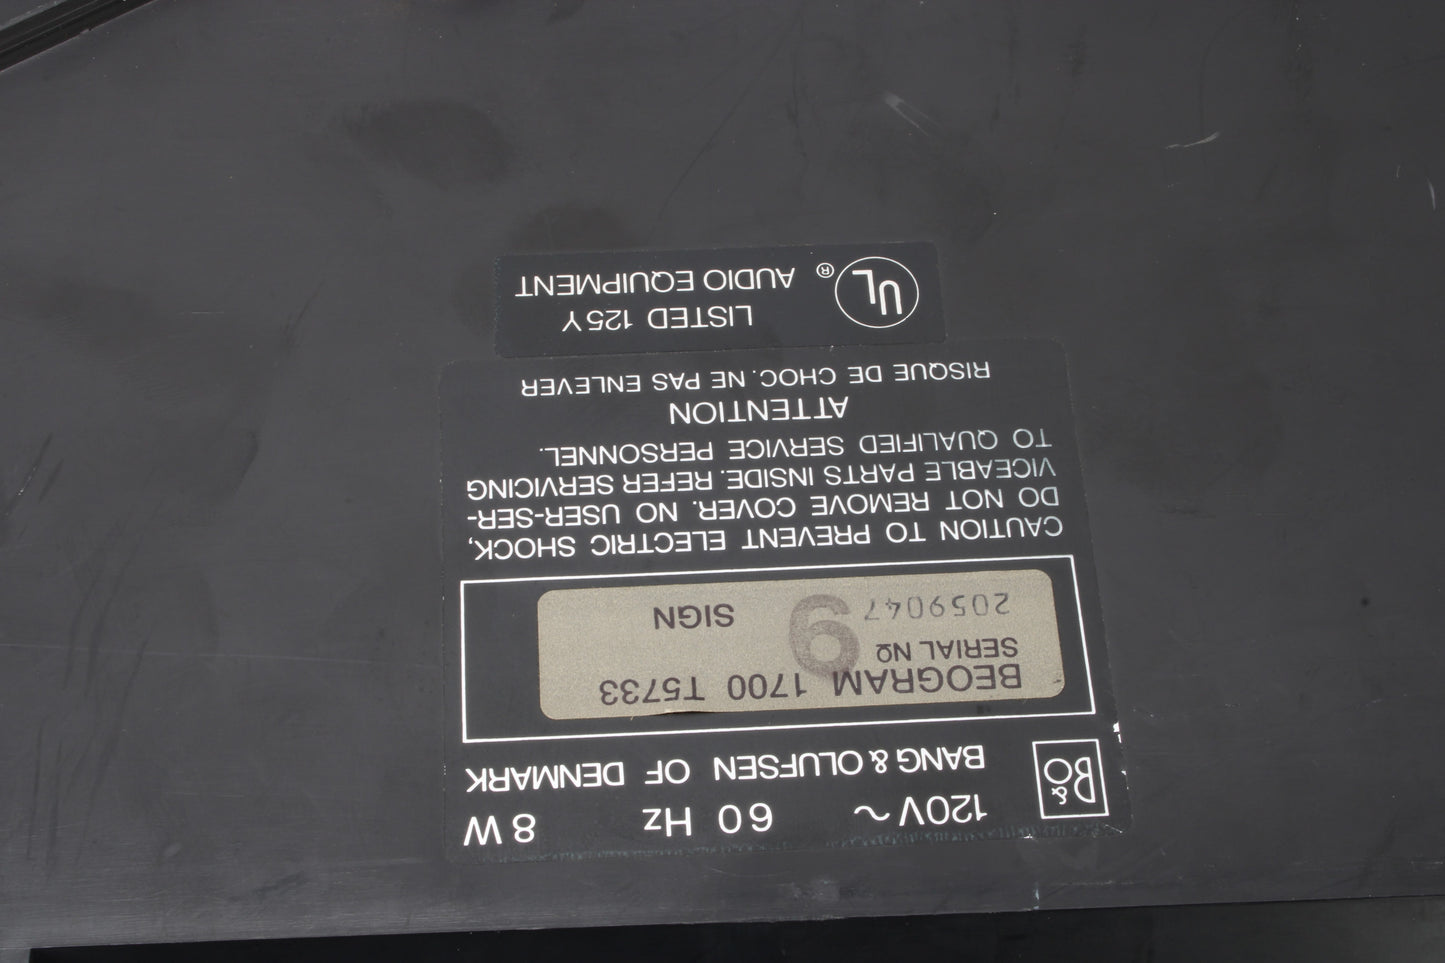 120V ~ 60 Hz 8 W
B&O BANG & OLUFSEN OF DENMARK
BEOGRAM 1700 T5733
SERIAL Nº
2059047 9 SIGN
CAUTION TO PREVENT ELECTRIC SHOCK,
DO NOT REMOVE COVER. NO USER-SER-
VICEABLE PARTS INSIDE. REFER SERVICING
TO QUALIFIED SERVICE PERSONNEL.
ATTENTION
RISQUE DE CHOC. NE PAS ENLEVER
UL ® LISTED 125Y
AUDIO EQUIPMENT